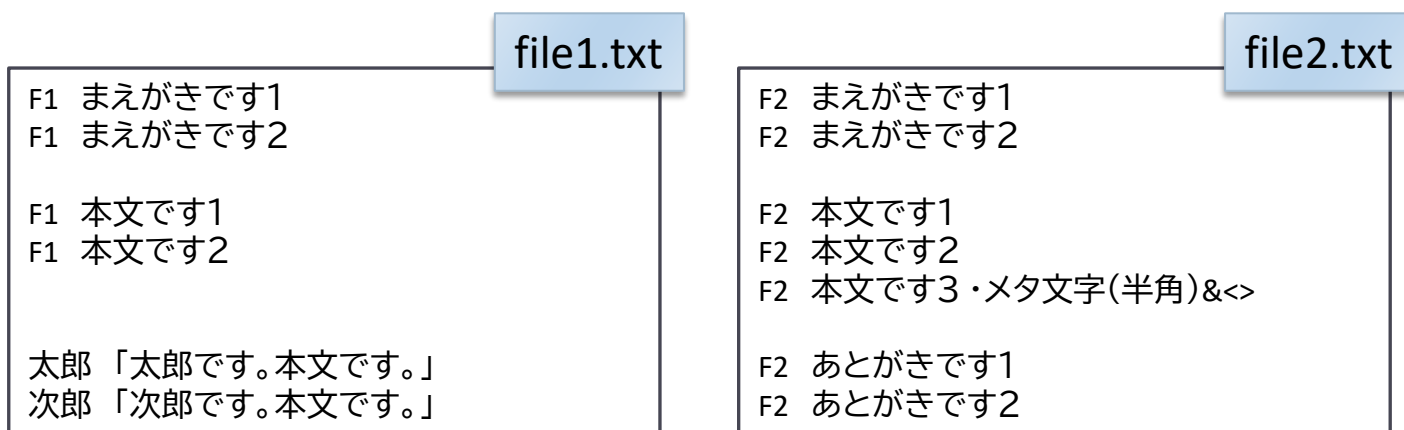 file1.txt
F1 まえがきです1
F1 まえがきです2
F1 本文です1
F1 本文です2
太郎 「太郎です。本文です。」
次郎 「次郎です。本文です。」
file2.txt
F2 まえがきです1
F2 まえがきです2
F2 本文です1
F2 本文です2
F2 本文です3・メタ文字(半角)&<>
F2 あとがきです1
F2 あとがきです2